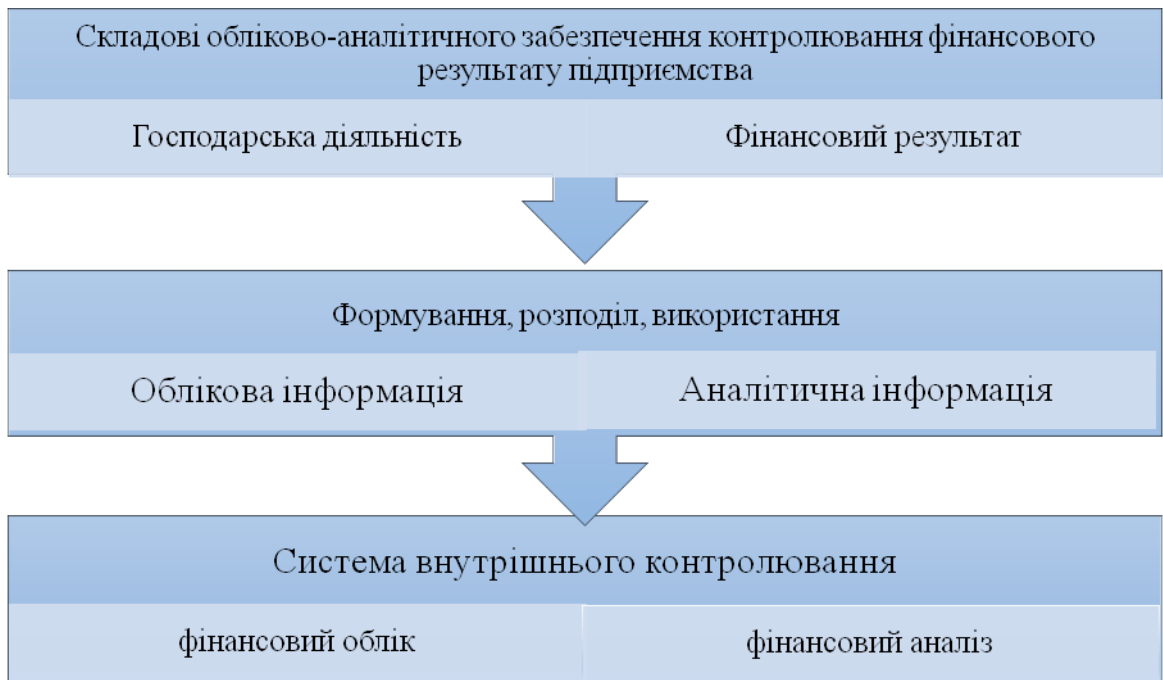 Складові обліково-аналітичного забезпечення контролювання фінансового
результату підприємства
Господарська діяльність
Фінансовий результат
Формування, розподіл, використання
Облікова інформація
Аналітична інформація
Система внутрішнього контролювання
фінансовий облік
фінансовий аналіз